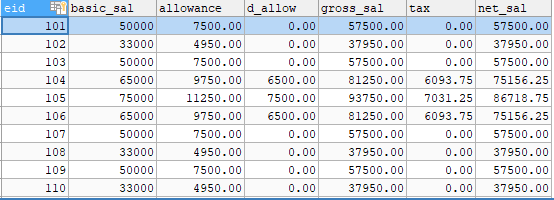 eid basic_sal allowance d_allow gross_sal tax net_sal
101 50000 7500.00 0.00 57500.00 0.00 57500.00
102 33000 4950.00 0.00 37950.00 0.00 37950.00
103 50000 7500.00 0.00 57500.00 0.00 57500.00
104 65000 9750.00 6500.00 81250.00 6093.75 75156.25
105 75000 11250.00 7500.00 93750.00 7031.25 86718.75
106 65000 9750.00 6500.00 81250.00 6093.75 75156.25
107 50000 7500.00 0.00 57500.00 0.00 57500.00
108 33000 4950.00 0.00 37950.00 0.00 37950.00
109 50000 7500.00 0.00 57500.00 0.00 57500.00
110 33000 4950.00 0.00 37950.00 0.00 37950.00